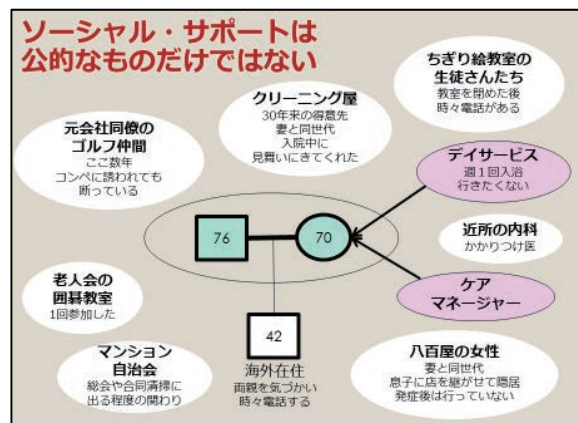 ソーシャル・サポートは
公的なものだけではない
ちぎり絵教室の
生徒さんたち
教室を閉めた後
時々電話がある
クリーニング屋
30年来の得意先
妻と同世代
入院中に
見舞いにきてくれた
元会社同僚の
ゴルフ仲間
ここ数年
コンペに誘われても
断っている
デイサービス
週1回入浴
行きたくない
76
70
近所の内科
かかりつけ医
老人会の
囲碁教室
1回参加した
ケア
マネージャー
42
海外在住
両親を気づかい
時々電話する
マンション
自治会
総会や合同清掃に
出る程度の関わり
八百屋の女性
妻と同世代
息子に店を継がせて隠居
発症後は行っていない